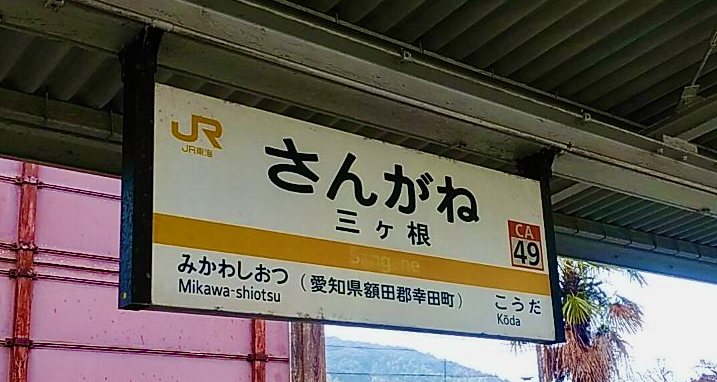 JR
JR東海
さんがね
三ヶ根
CA
49
Sangane
みかわしおつ
Mikawa-shiotsu
(愛知県額田郡幸田町)
こうだ
Kōda